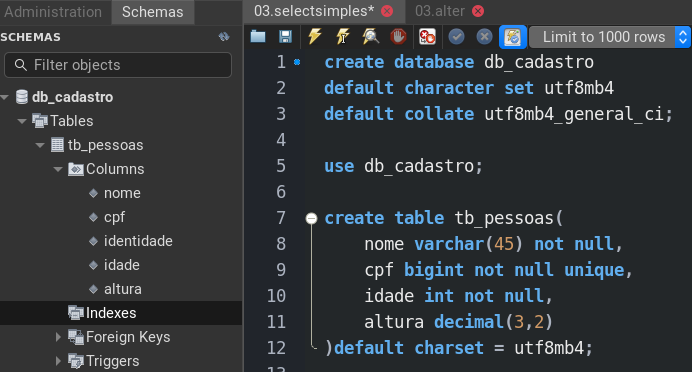 Administration Schemas
SCHEMAS
Filter objects
db_cadastro
Tables
tb_pessoas
Columns
nome
cpf
identidade
idade
altura
Indexes
Foreign Keys
Triggers
03.selectsimples* 03.alter
Limit to 1000 rows
1 create database db_cadastro
2 default character set utf8mb4
3 default collate utf8mb4_general_ci;
4
5 use db_cadastro;
6
7 create table tb_pessoas(
8 nome varchar(45) not null,
9 cpf bigint not null unique,
10 idade int not null,
11 altura decimal(3,2)
12 )default charset = utf8mb4;